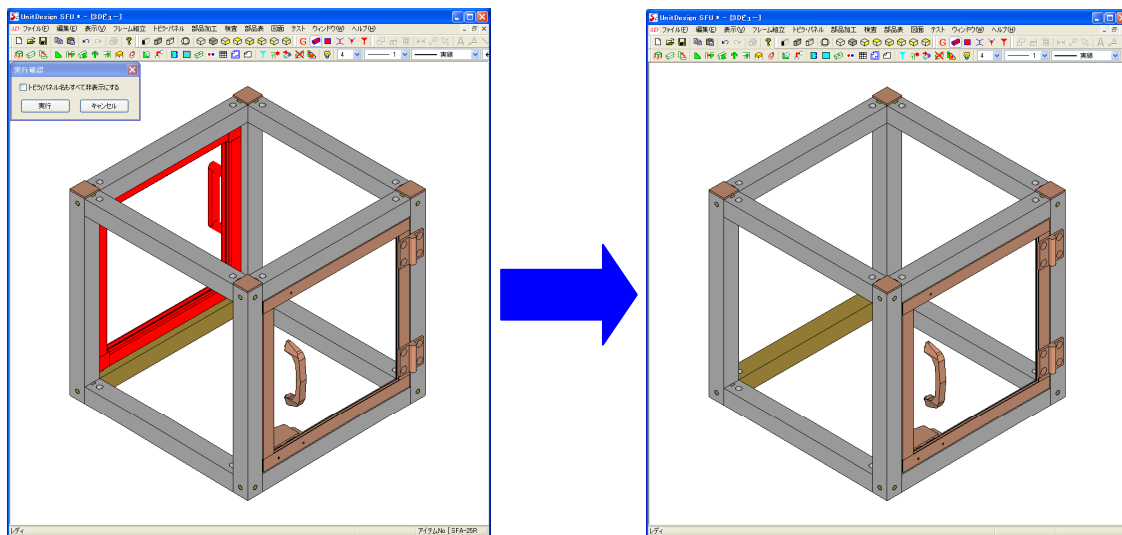 UnitDesign SFU * - [3Dビュー]
ファイル(F) 編集(E) 表示(V) フレーム組立 トビラ・パネル 部品加工 検査 部品表 図面 テスト ウィンドウ(W) ヘルプ(H)
4 1 実線
実行確認
トビラ/パネル名もすべて非表示にする
実行 キャンセル
レディ アイテムNo [ SFA-25R
UnitDesign SFU * - [3Dビュー]
ファイル(F) 編集(E) 表示(V) フレーム組立 トビラ・パネル 部品加工 検査 部品表 図面 テスト ウィンドウ(W) ヘルプ(H)
4 1 実線
レディ